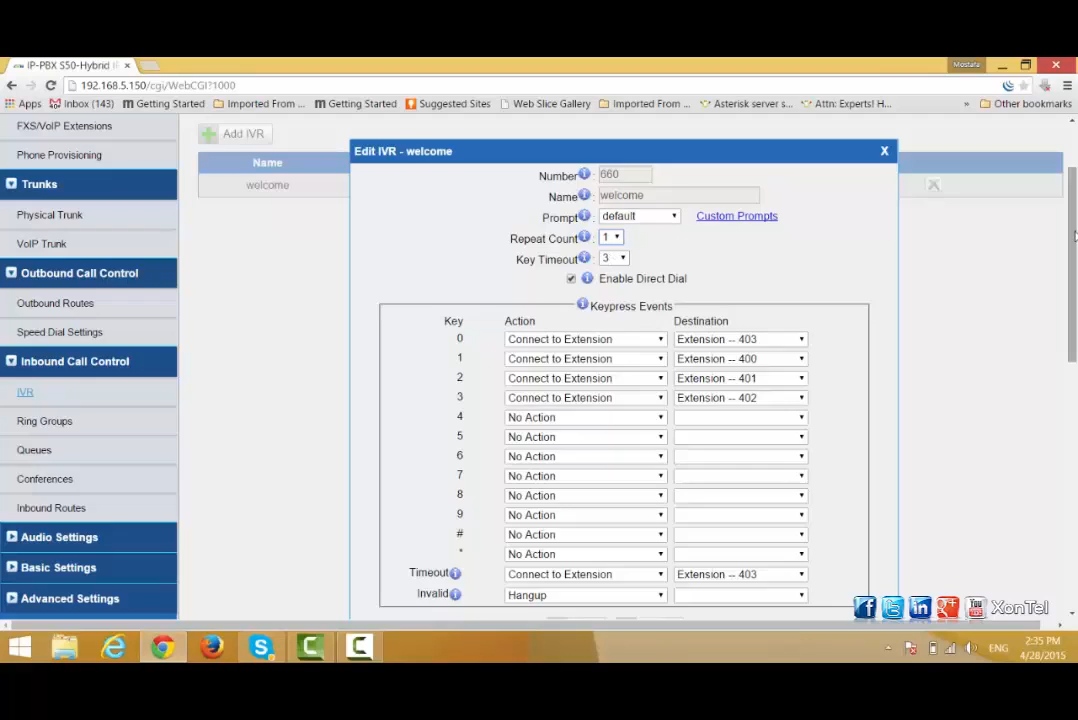 IP-PBX S50-Hybrid IP
Mostafa
192.168.5.150/cgi/WebCGI?1000
Apps Inbox (143) Getting Started Imported From ... Getting Started Suggested Sites Web Slice Gallery Imported From ... Asterisk server s... Attn: Experts! H... » Other bookmarks
FXS/VoIP Extensions
Phone Provisioning
Trunks
Physical Trunk
VoIP Trunk
Outbound Call Control
Outbound Routes
Speed Dial Settings
Inbound Call Control
IVR
Ring Groups
Queues
Conferences
Inbound Routes
Audio Settings
Basic Settings
Advanced Settings
Add IVR
Name
welcome
Edit IVR - welcome X
Number : 660
Name : welcome
Prompt : default Custom Prompts
Repeat Count : 1
Key Timeout : 3
Enable Direct Dial
Keypress Events
Key Action Destination
0 Connect to Extension Extension -- 403
1 Connect to Extension Extension -- 400
2 Connect to Extension Extension -- 401
3 Connect to Extension Extension -- 402
4 No Action
5 No Action
6 No Action
7 No Action
8 No Action
9 No Action
# No Action
* No Action
Timeout Connect to Extension Extension -- 403
Invalid Hangup
XonTel
ENG
2:35 PM
4/28/2015